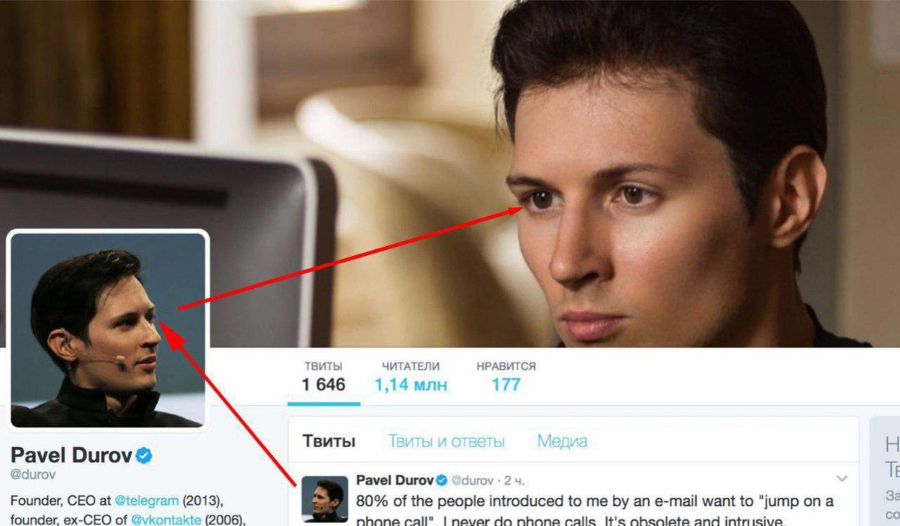 ТВИТЫ ЧИТАТЕЛИ НРАВИТСЯ
1 646 1,14 млн 177
Pavel Durov
@durov
Founder, CEO at @telegram (2013),
founder, ex-CEO of @vkontakte (2006),
Твиты Твиты и ответы Медиа
Pavel Durov @durov · 2 ч.
80% of the people introduced to me by an e-mail want to "jump on a
phone call". I never do phone calls. It's obsolete and intrusive.